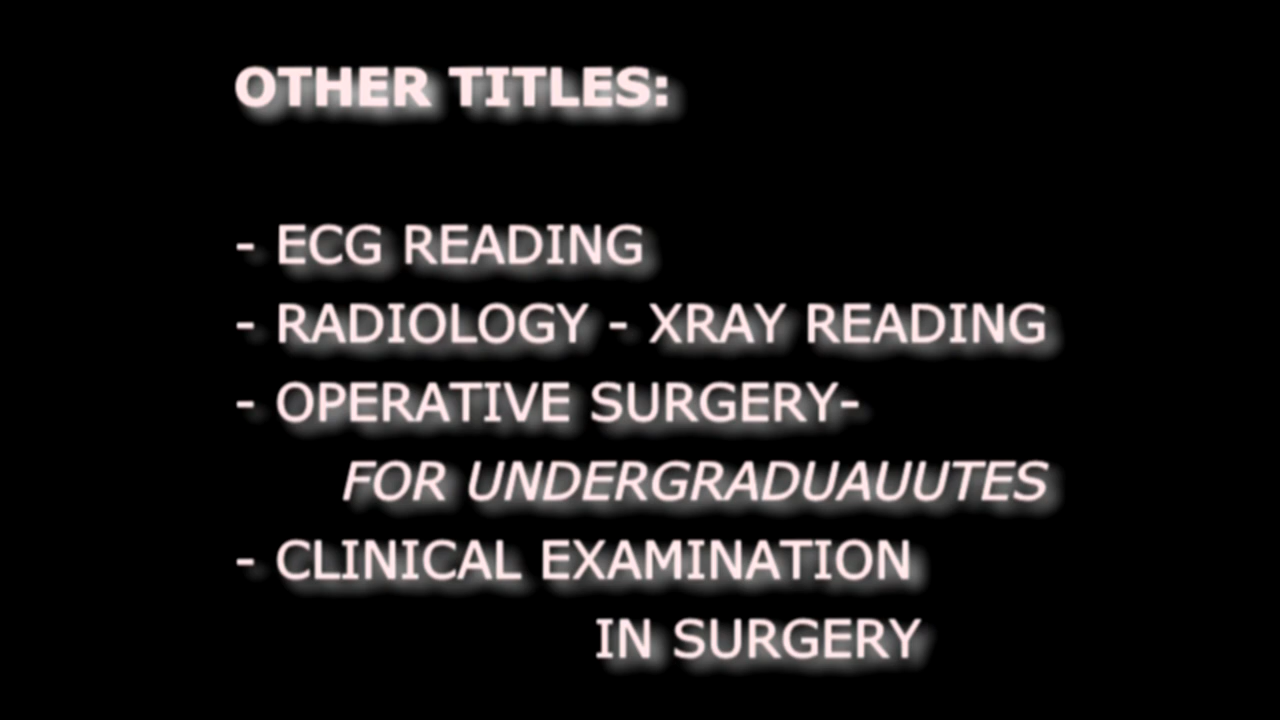 OTHER TITLES:
- ECG READING
- RADIOLOGY - XRAY READING
- OPERATIVE SURGERY-
FOR UNDERGRADUAUUTES
- CLINICAL EXAMINATION
IN SURGERY